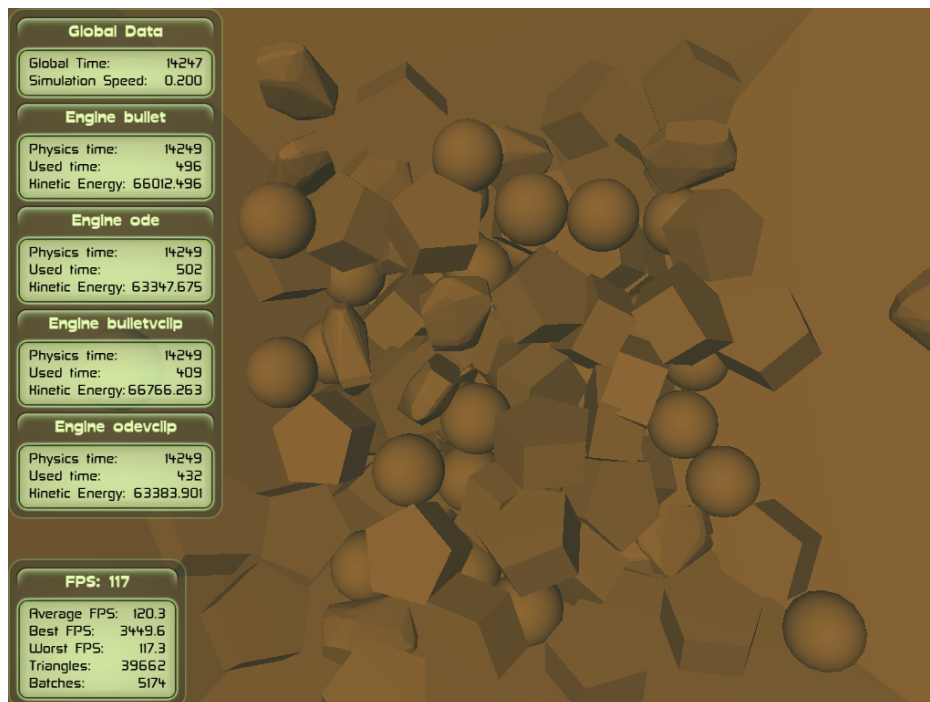 Global Data
Global Time: 14247
Simulation Speed: 0.200
Engine bullet
Physics time: 14249
Used time: 496
Kinetic Energy: 66012.496
Engine ode
Physics time: 14249
Used time: 502
Kinetic Energy: 63347.675
Engine bulletvclip
Physics time: 14249
Used time: 409
Kinetic Energy: 66766.263
Engine odevclip
Physics time: 14249
Used time: 432
Kinetic Energy: 63383.901
FPS: 117
Average FPS: 120.3
Best FPS: 3449.6
Worst FPS: 117.3
Triangles: 39662
Batches: 5174